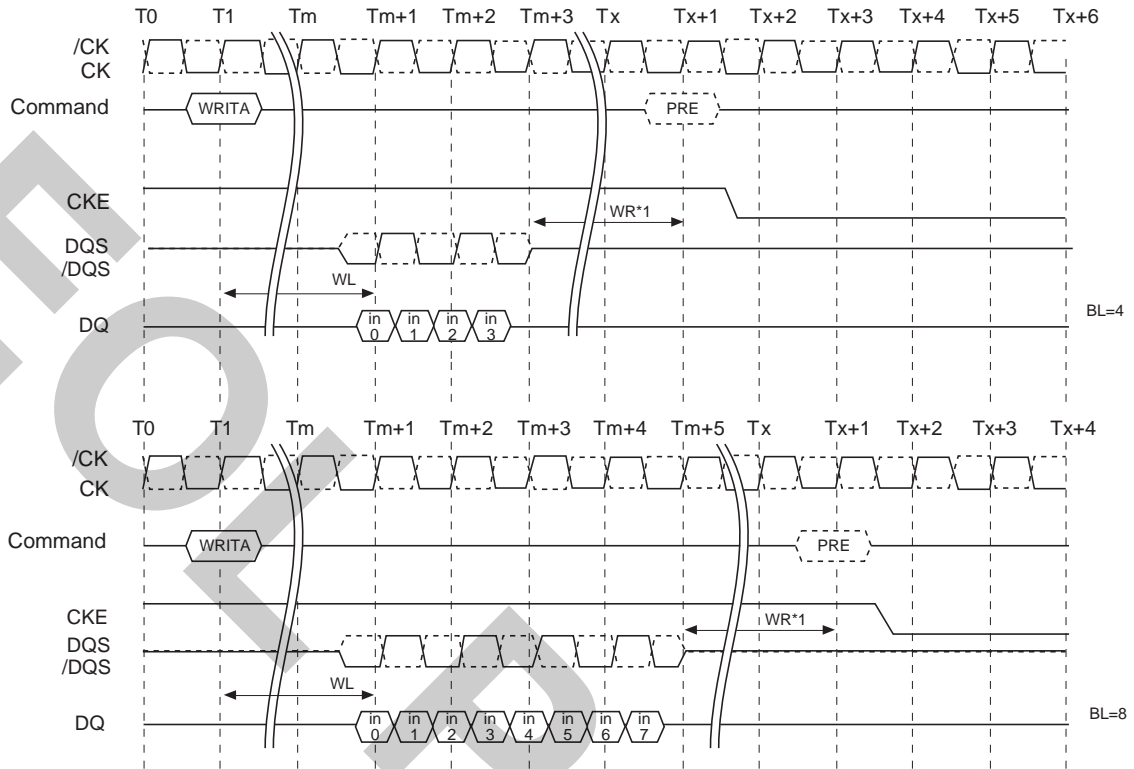 T0 T1 Tm Tm+1 Tm+2 Tm+3 Tx Tx+1 Tx+2 Tx+3 Tx+4 Tx+5 Tx+6
/CK
CK
Command WRITA PRE
CKE
WR*1
DQS
/DQS
WL
DQ in 0 in 1 in 2 in 3
BL=4
T0 T1 Tm Tm+1 Tm+2 Tm+3 Tm+4 Tm+5 Tx Tx+1 Tx+2 Tx+3 Tx+4
/CK
CK
Command WRITA PRE
CKE
WR*1
DQS
/DQS
WL
DQ in 0 in 1 in 2 in 3 in 4 in 5 in 6 in 7
BL=8